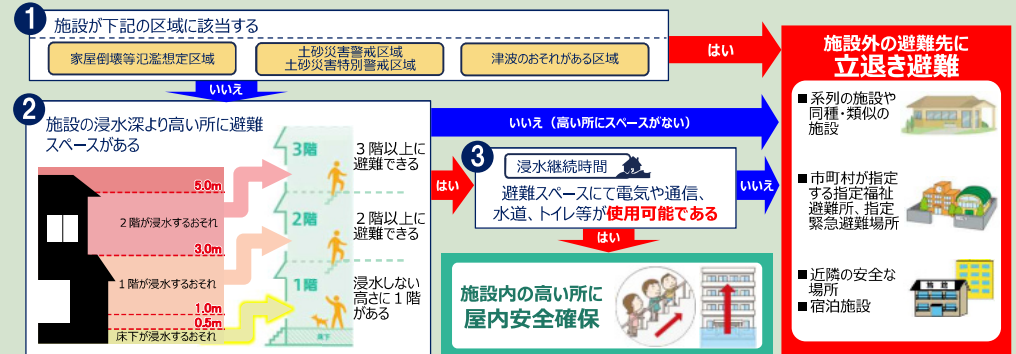 1
施設が下記の区域に該当する
家屋倒壊等氾濫想定区域
土砂災害警戒区域
土砂災害特別警戒区域
津波のおそれがある区域
はい
いいえ
2
施設の浸水深より高い所に避難
スペースがある
5.0m
2階が浸水するおそれ
3.0m
1階が浸水するおそれ
1.0m
0.5m
床下が浸水するおそれ
3階
3階以上に
避難できる
2階
2階以上に
避難できる
1階
浸水しない
高さに1階
がある
床下
いいえ（高い所にスペースがない）
はい
3
浸水継続時間
避難スペースにて電気や通信、
水道、トイレ等が使用可能である
いいえ
はい
施設内の高い所に
屋内安全確保
施設外の避難先に
立退き避難
■系列の施設や
同種・類似の
施設
■市町村が指定
する指定福祉
避難所、指定
緊急避難場所
■近隣の安全な
場所
■宿泊施設